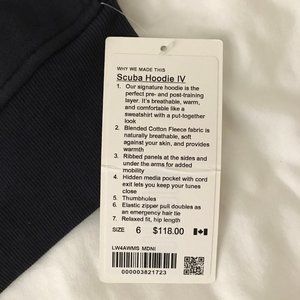 WHY WE MADE THIS
Scuba Hoodie IV
1. Our signature hoodie is the
perfect pre- and post-training
layer. It's breathable, warm,
and comfortable like a
sweatshirt with a put-together
look
2. Blended Cotton Fleece fabric is
naturally breathable, soft
against your skin, and provides
warmth
3. Ribbed panels at the sides and
under the arms for added
mobility
4. Hidden media pocket with cord
exit lets you keep your tunes
close
5. Thumbholes
6. Elastic zipper pull doubles as
an emergency hair tie
7. Relaxed fit, hip length
SIZE 6 $118.00
LW4AWMS MDNI
000003821723